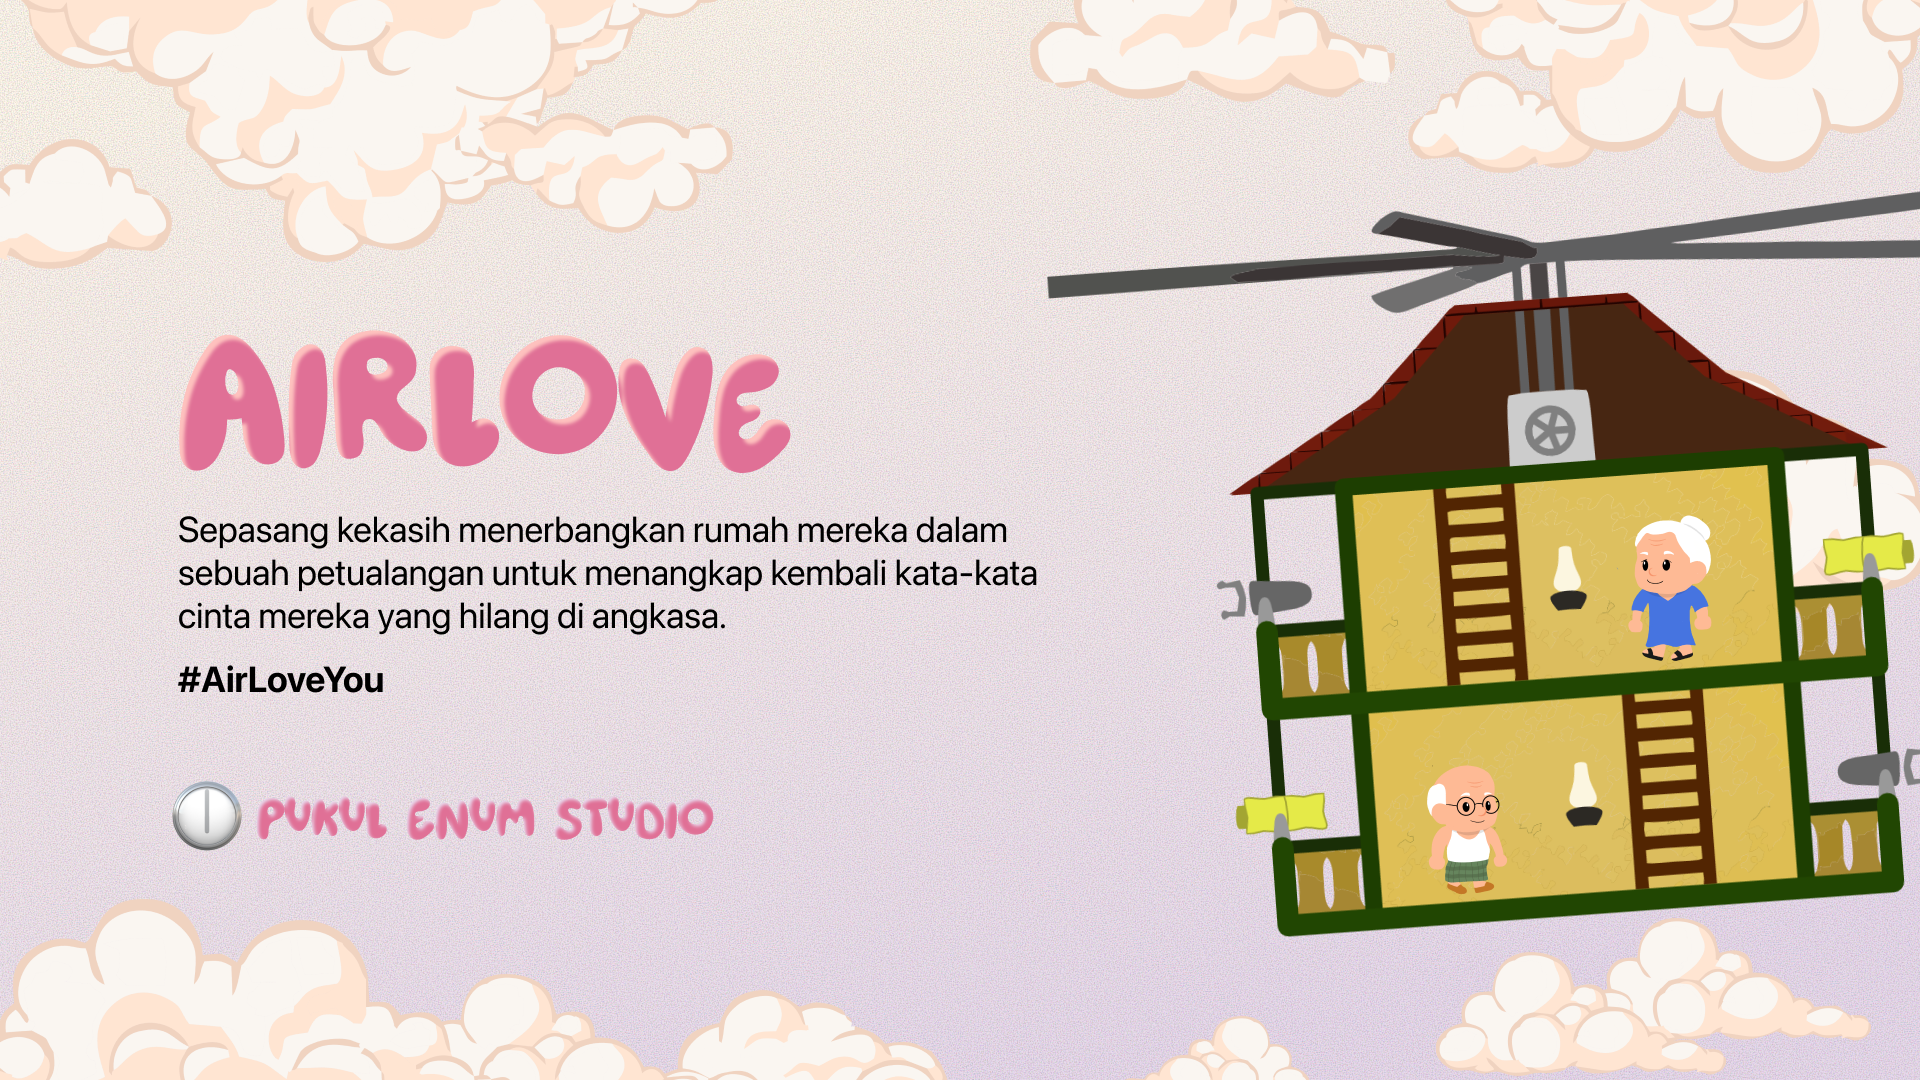 AIRLOVE
Sepasang kekasih menerbangkan rumah mereka dalam
sebuah petualangan untuk menangkap kembali kata-kata
cinta mereka yang hilang di angkasa.
#AirLoveYou
PUKUL ENUM STUDIO